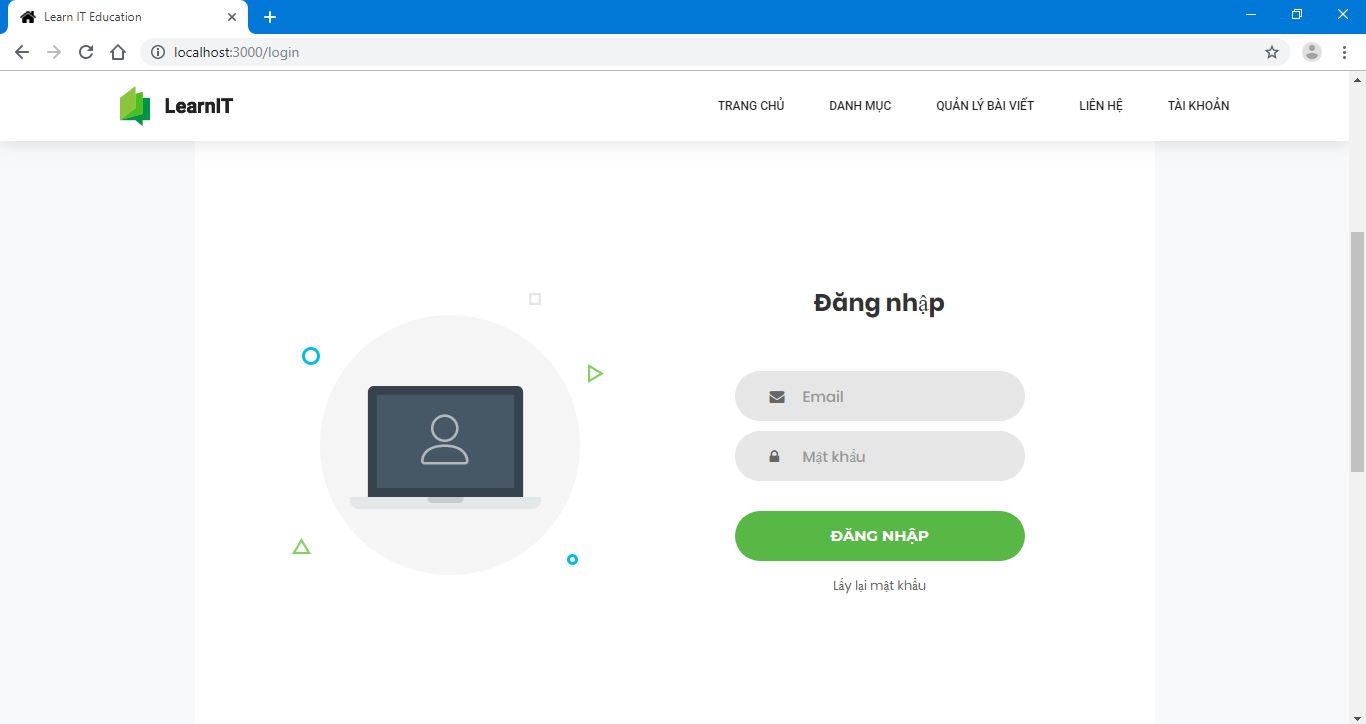 Learn IT Education
localhost:3000/login
LearnIT
TRANG CHỦ DANH MỤC QUẢN LÝ BÀI VIẾT LIÊN HỆ TÀI KHOẢN
Đăng nhập
Email
Mật khẩu
ĐĂNG NHẬP
Lấy lại mật khẩu